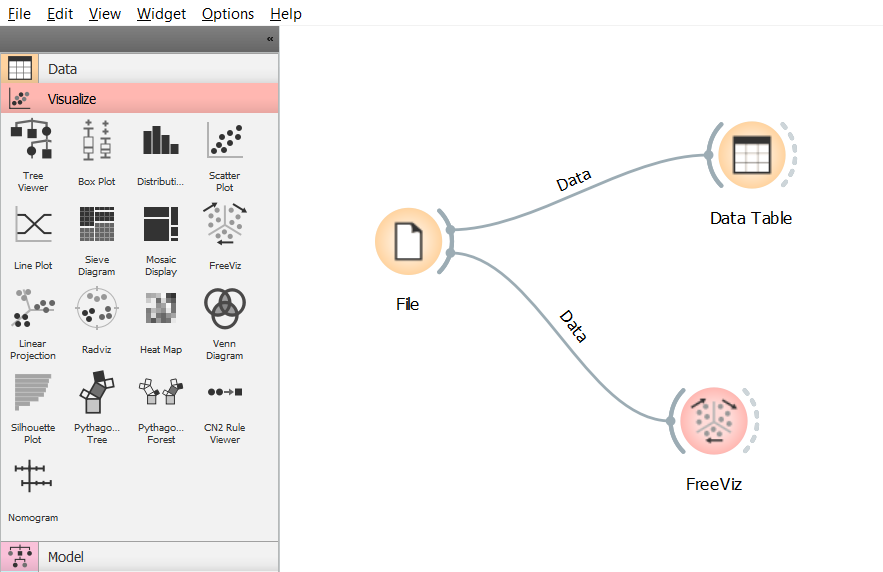 File Edit View Widget Options Help
«
Data
Visualize
Tree
Viewer
Box Plot
Distributi...
Scatter
Plot
Line Plot
Sieve
Diagram
Mosaic
Display
FreeViz
Linear
Projection
Radviz
Heat Map
Venn
Diagram
Silhouette
Plot
Pythago...
Tree
Pythago...
Forest
CN2 Rule
Viewer
Nomogram
Model
File
Data
Data Table
Data
FreeViz